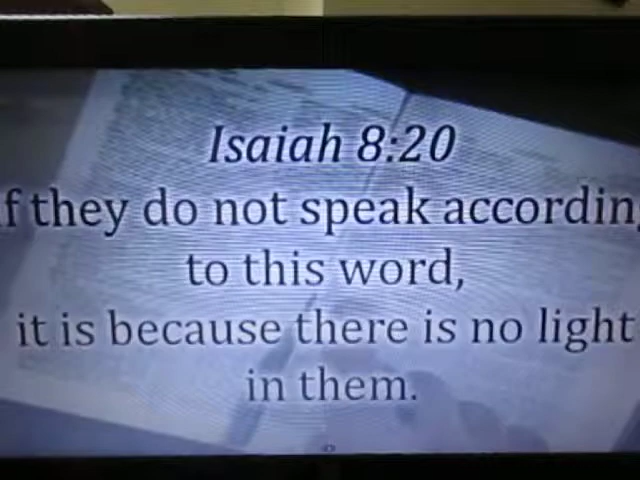 Isaiah 8:20
f they do not speak accordin
to this word,
it is because there is no light
in them.